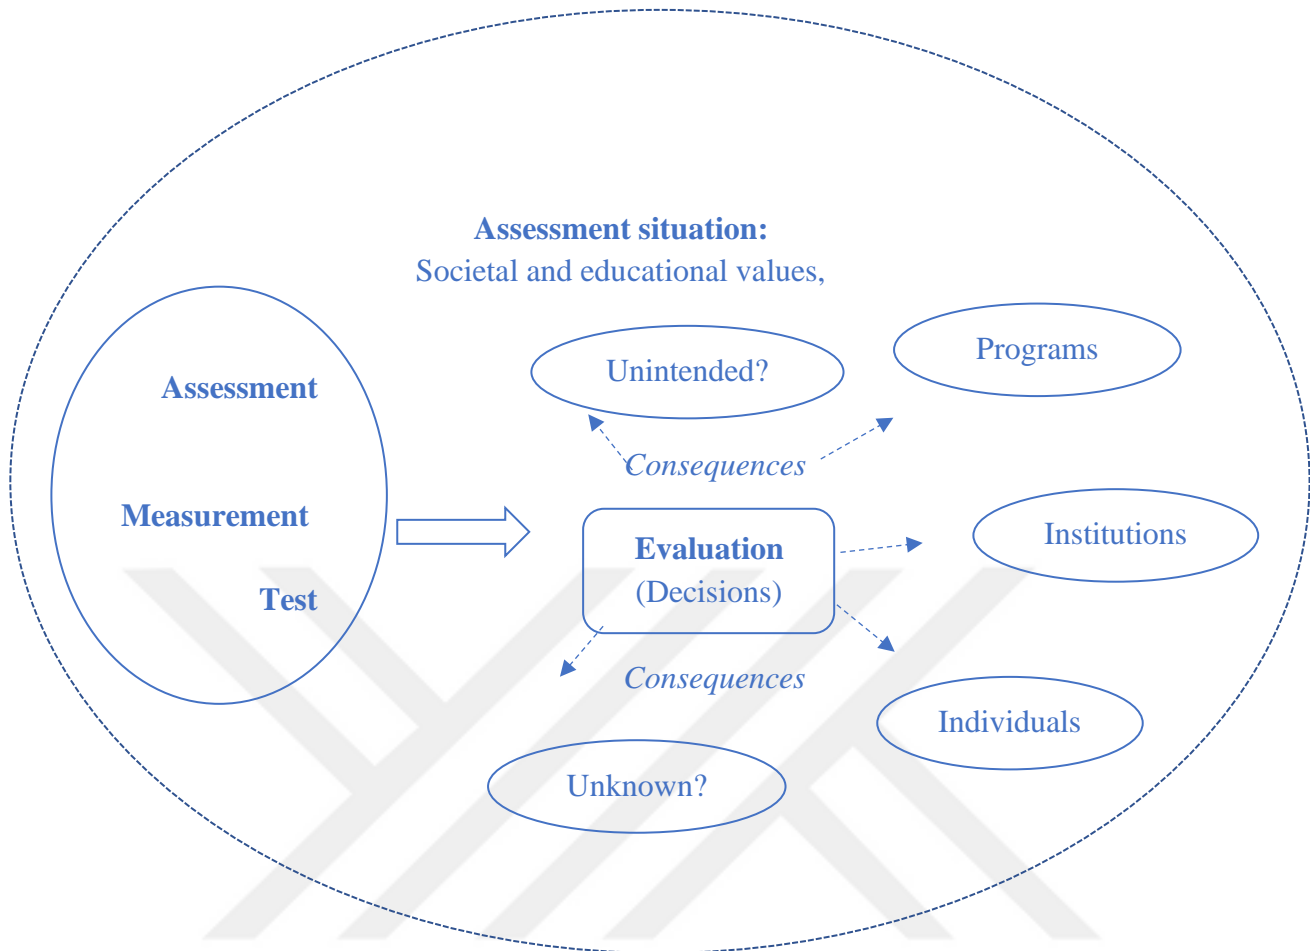 Assessment situation:
Societal and educational values,
Unintended?
Programs
Assessment
Consequences
Measurement
Evaluation
(Decisions)
Institutions
Test
Consequences
Individuals
Unknown?